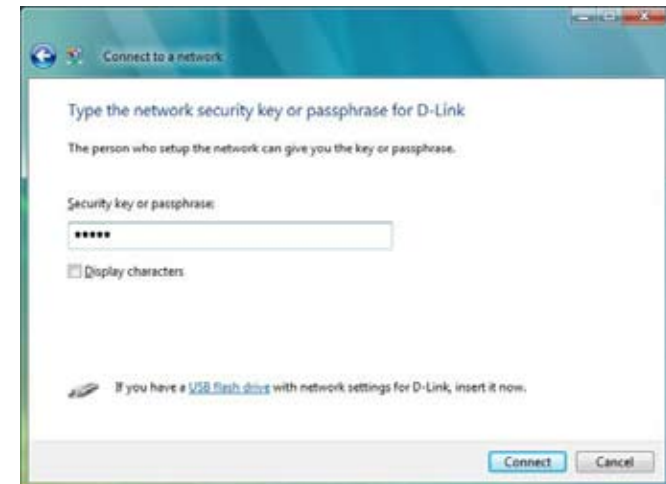 Connect to a network
Type the network security key or passphrase for D-Link
The person who setup the network can give you the key or passphrase.
Security key or passphrase:
•••••
Display characters
If you have a USB flash drive with network settings for D-Link, insert it now.
Connect Cancel